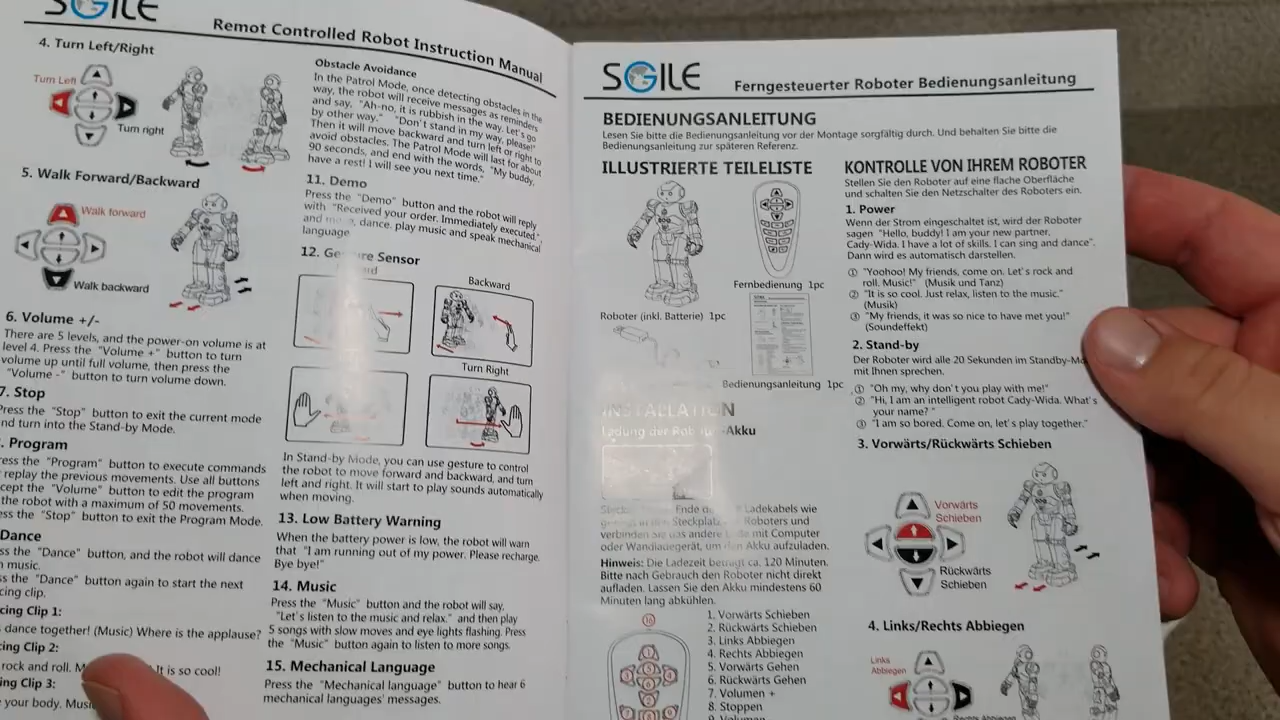 SGILE
Remot Controlled Robot Instruction Manual
4. Turn Left/Right
Turn Left
Turn right
5. Walk Forward/Backward
Walk forward
Walk backward
6. Volume +/-
There are 5 levels, and the power-on volume is at
level 4. Press the "Volume +" button to turn
volume up until full volume, then press the
"Volume -" button to turn volume down.
7. Stop
Press the "Stop" button to exit the current mode
and turn into the Stand-by Mode.
Program
ess the "Program" button to execute commands
replay the previous movements. Use all buttons
cept the "Volume" button to edit the program
the robot with a maximum of 50 movements.
ess the "Stop" button to exit the Program Mode.
Dance
ss the "Dance" button, and the robot will dance
music.
ss the "Dance" button again to start the next
cing clip.
cing Clip 1:
dance together! (Music) Where is the applause?
cing Clip 2:
rock and roll. It is so cool!
ing Clip 3:
your body.
Obstacle Avoidance
In the Patrol Mode, once detecting obstacles in the
way, the robot will receive messages as reminders
and say, "Ah-no, it is rubbish in the way. Let's go
by other way." "Don't stand in my way, please!"
Then it will move backward and turn left or right to
avoid obstacles. The Patrol Mode will last for about
90 seconds, and end with the words, "My buddy,
have a rest! I will see you next time."
11. Demo
Press the "Demo" button and the robot will reply
with "Received your order. Immediately executed",
and dance, play music and speak mechanical
language
12. Sensor
Backward
Turn Right
In Stand-by Mode, you can use gesture to control
the robot to move forward and backward, and turn
left and right. It will start to play sounds automatically
when moving.
13. Low Battery Warning
When the battery power is low, the robot will warn
that "I am running out of my power. Please recharge.
Bye bye!"
14. Music
Press the "Music" button and the robot will say,
"Let's listen to the music and relax." and then play
5 songs with slow moves and eye lights flashing. Press
the "Music" button again to listen to more songs.
15. Mechanical Language
Press the "Mechanical language" button to hear 6
mechanical languages' messages.
SGILE
Ferngesteuerter Roboter Bedienungsanleitung
BEDIENUNGSANLEITUNG
Lesen Sie bitte die Bedienungsanleitung vor der Montage sorgfältig durch. Und behalten Sie bitte die
Bedienungsanleitung zur späteren Referenz.
ILLUSTRIERTE TEILELISTE
Fernbedienung 1pc
Roboter (inkl. Batterie) 1pc
Bedienungsanleitung 1pc
INSTALLATION
Ladung der -Akku
Ende Ladekabels wie
Steckplatz Roboters und
verbinden Sie das andere mit Computer
oder Wandladegerät, um den Akku aufzuladen.
Hinweis: Die Ladezeit beträgt ca. 120 Minuten.
Bitte nach Gebrauch den Roboter nicht direkt
aufladen. Lassen Sie den Akku mindestens 60
Minuten lang abkühlen.
16
1. Vorwärts Schieben
2. Rückwärts Schieben
3. Links Abbiegen
4. Rechts Abbiegen
5. Vorwärts Gehen
6. Rückwärts Gehen
7. Volumen +
8. Stoppen
9. Volumen
KONTROLLE VON IHREM ROBOTER
Stellen Sie den Roboter auf eine flache Oberfläche
und schalten Sie den Netzschalter des Roboters ein.
1. Power
Wenn der Strom eingeschaltet ist, wird der Roboter
sagen "Hello, buddy! I am your new partner,
Cady-Wida. I have a lot of skills. I can sing and dance".
Dann wird es automatisch darstellen.
① "Yoohoo! My friends, come on. Let's rock and
roll. Music!" (Musik und Tanz)
② "It is so cool. Just relax, listen to the music."
(Musik)
③ "My friends, it was so nice to have met you!"
(Soundeffekt)
2. Stand-by
Der Roboter wird alle 20 Sekunden im Standby-Mo
mit Ihnen sprechen.
① "Oh my, why don't you play with me!"
② "Hi, I am an intelligent robot Cady-Wida. What's
your name?"
③ "I am so bored. Come on, let's play together."
3. Vorwärts/Rückwärts Schieben
Vorwärts
Schieben
Rückwärts
Schieben
4. Links/Rechts Abbiegen
Links
Abbiegen
Rechts Abbiegen